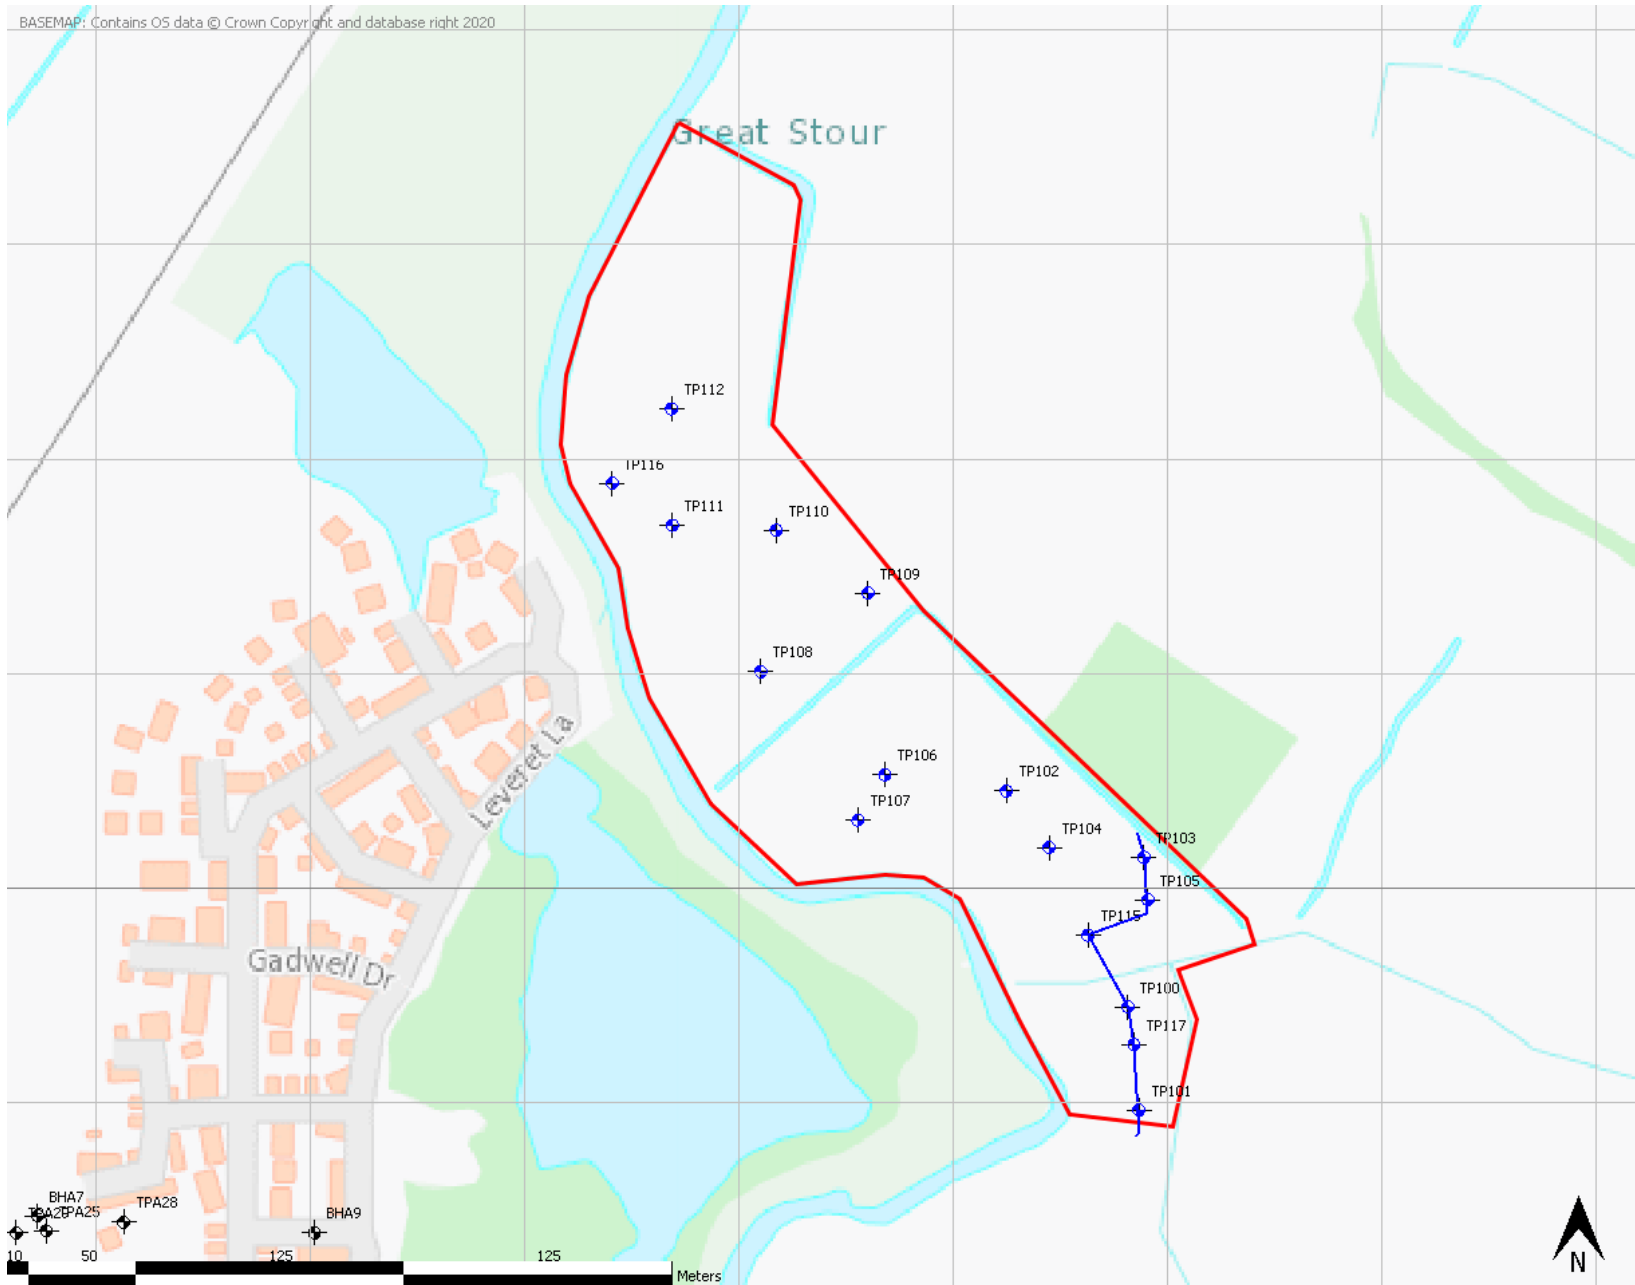 BASEMAP: Contains OS data © Crown Copyright and database right 2020
Great Stour
TP112
TP116
TP111
TP110
TP109
TP108
TP106
TP102
TP107
TP104
TP103
TP105
TP115
TP100
TP117
TP101
Leveret La
Gadwell Dr
BHA7
TPA25
TPA28
BHA9
10 50 125 125
Meters
N